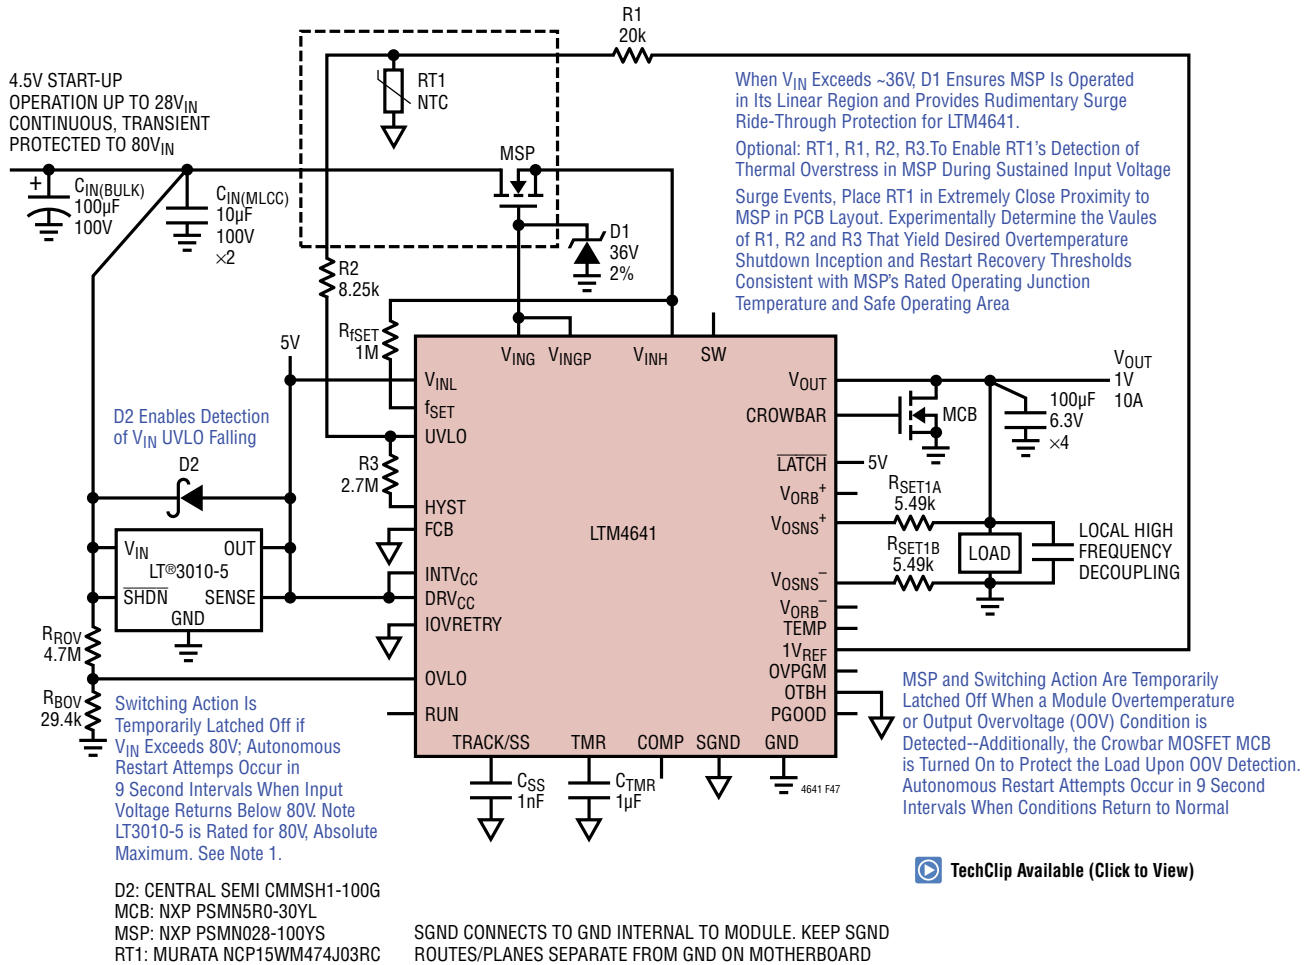 R1
20k
4.5V START-UP
OPERATION UP TO 28VIN
CONTINUOUS, TRANSIENT
PROTECTED TO 80VIN
RT1
NTC
When VIN Exceeds ~36V, D1 Ensures MSP Is Operated
in Its Linear Region and Provides Rudimentary Surge
Ride-Through Protection for LTM4641.
Optional: RT1, R1, R2, R3.To Enable RT1's Detection of
Thermal Overstress in MSP During Sustained Input Voltage
Surge Events, Place RT1 in Extremely Close Proximity to
MSP in PCB Layout. Experimentally Determine the Vaules
of R1, R2 and R3 That Yield Desired Overtemperature
Shutdown Inception and Restart Recovery Thresholds
Consistent with MSP's Rated Operating Junction
Temperature and Safe Operating Area
MSP
+
CIN(BULK)
100µF
100V
CIN(MLCC)
10µF
100V
×2
D1
36V
2%
R2
8.25k
RfSET
1M
5V
VING
VINGP
VINH
SW
VINL
fSET
UVLO
HYST
FCB
INTVCC
DRVCC
IOVRETRY
OVLO
RUN
TRACK/SS
TMR
COMP
SGND
GND
LTM4641
VOUT
CROWBAR
LATCH
VORB+
VOSNS+
VOSNS–
VORB–
TEMP
1VREF
OVPGM
OTBH
PGOOD
VOUT
1V
10A
MCB
100µF
6.3V
×4
5V
RSET1A
5.49k
RSET1B
5.49k
LOAD
LOCAL HIGH
FREQUENCY
DECOUPLING
D2 Enables Detection
of VIN UVLO Falling
D2
R3
2.7M
VIN
OUT
LT®3010-5
SHDN
SENSE
GND
RROV
4.7M
RBOV
29.4k
Switching Action Is
Temporarily Latched Off if
VIN Exceeds 80V; Autonomous
Restart Attemps Occur in
9 Second Intervals When Input
Voltage Returns Below 80V. Note
LT3010-5 is Rated for 80V, Absolute
Maximum. See Note 1.
CSS
1nF
CTMR
1µF
4641 F47
MSP and Switching Action Are Temporarily
Latched Off When a Module Overtemperature
or Output Overvoltage (OOV) Condition is
Detected--Additionally, the Crowbar MOSFET MCB
is Turned On to Protect the Load Upon OOV Detection.
Autonomous Restart Attempts Occur in 9 Second
Intervals When Conditions Return to Normal
TechClip Available (Click to View)
D2: CENTRAL SEMI CMMSH1-100G
MCB: NXP PSMN5R0-30YL
MSP: NXP PSMN028-100YS
RT1: MURATA NCP15WM474J03RC
SGND CONNECTS TO GND INTERNAL TO MODULE. KEEP SGND
ROUTES/PLANES SEPARATE FROM GND ON MOTHERBOARD